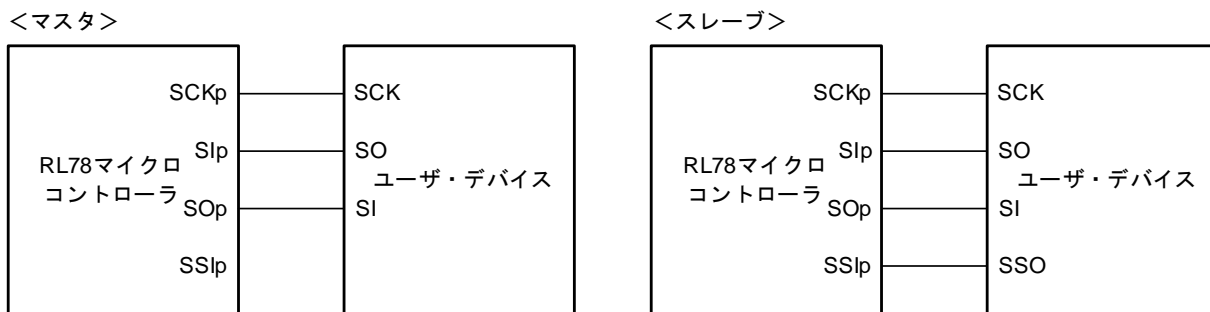 ＜マスタ＞
SCKp
SCK
SIp
SO
RL78マイクロ
コントローラ
ユーザ・デバイス
SOp
SI
SSIp
＜スレーブ＞
SCKp
SCK
SIp
SO
RL78マイクロ
コントローラ
ユーザ・デバイス
SOp
SI
SSIp
SSO